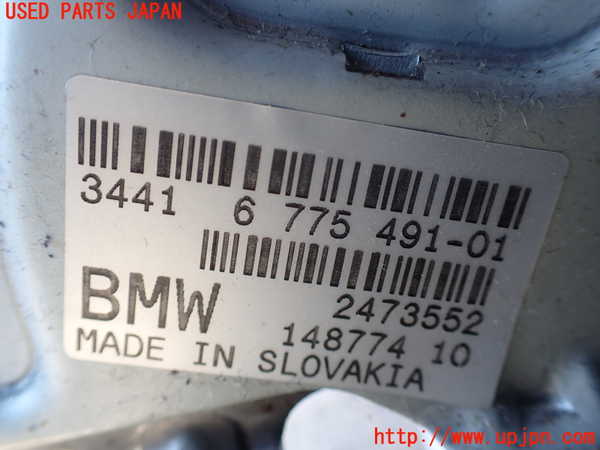 USED PARTS JAPAN
3441 6 775 491-01
BMW
2473552
148774 10
MADE IN SLOVAKIA
http://www.upjpn.com/